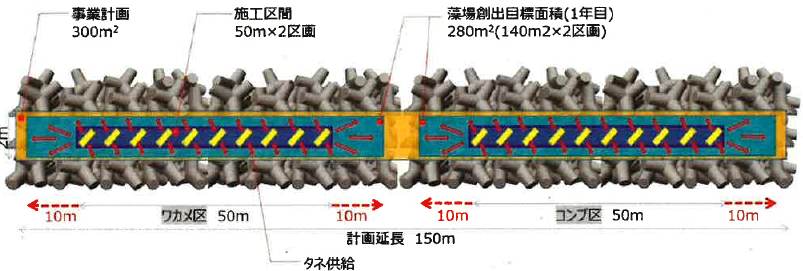 事業計画
300m²
施工区間
50m×2区画
藻場創出目標面積(1年目)
280m²(140m2×2区画)
2m
10m
ワカメ区 50m
10m
10m
コンブ区 50m
10m
計画延長 150m
タネ供給